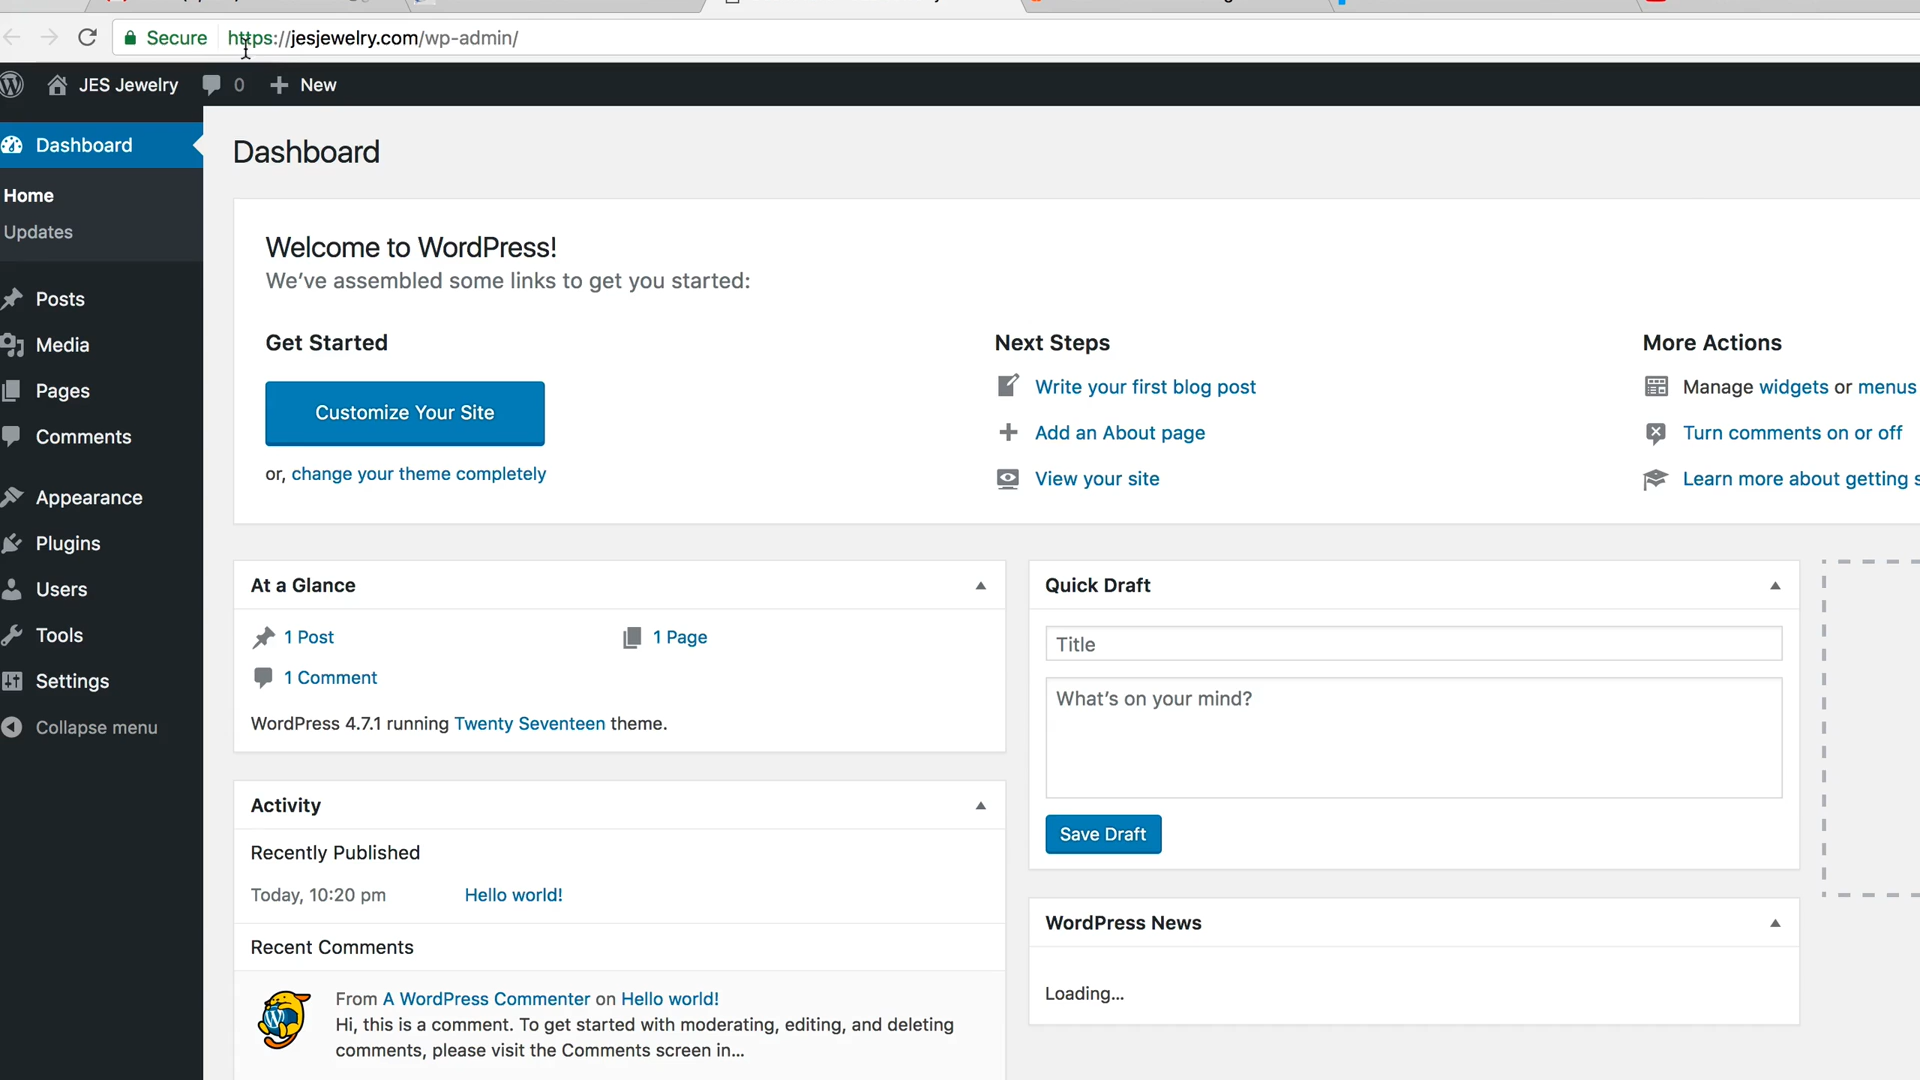 Secure https://jesjewelry.com/wp-admin/
JES Jewelry 0 New
Dashboard
Home
Updates
Posts
Media
Pages
Comments
Appearance
Plugins
Users
Tools
Settings
Collapse menu
Dashboard
Welcome to WordPress!
We've assembled some links to get you started:
Get Started
Customize Your Site
or, change your theme completely
Next Steps
Write your first blog post
Add an About page
View your site
More Actions
Manage widgets or menus
Turn comments on or off
Learn more about getting s
At a Glance
1 Post
1 Page
1 Comment
WordPress 4.7.1 running Twenty Seventeen theme.
Activity
Recently Published
Today, 10:20 pm Hello world!
Recent Comments
From A WordPress Commenter on Hello world!
Hi, this is a comment. To get started with moderating, editing, and deleting
comments, please visit the Comments screen in...
Quick Draft
Title
What's on your mind?
Save Draft
WordPress News
Loading...